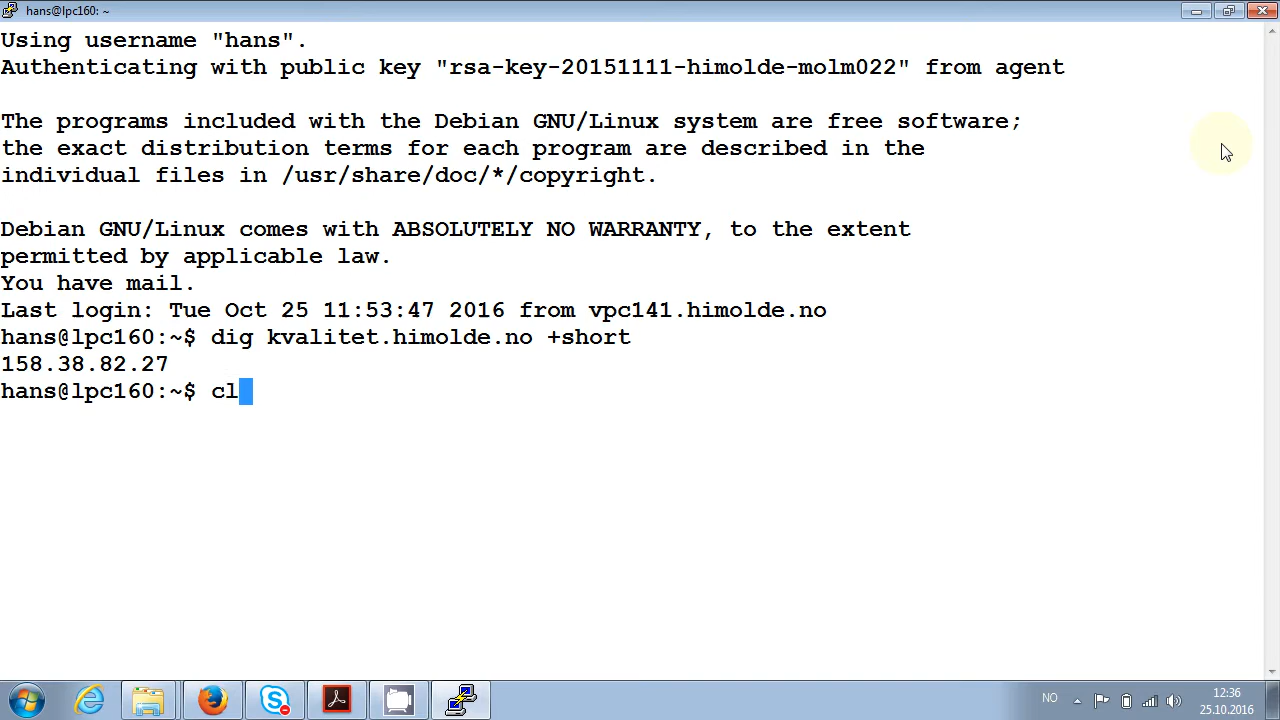 hans@lpc160: ~
Using username "hans".
Authenticating with public key "rsa-key-20151111-himolde-molm022" from agent
The programs included with the Debian GNU/Linux system are free software;
the exact distribution terms for each program are described in the
individual files in /usr/share/doc/*/copyright.
Debian GNU/Linux comes with ABSOLUTELY NO WARRANTY, to the extent
permitted by applicable law.
You have mail.
Last login: Tue Oct 25 11:53:47 2016 from vpc141.himolde.no
hans@lpc160:~$ dig kvalitet.himolde.no +short
158.38.82.27
hans@lpc160:~$ cl
NO
12:36
25.10.2016